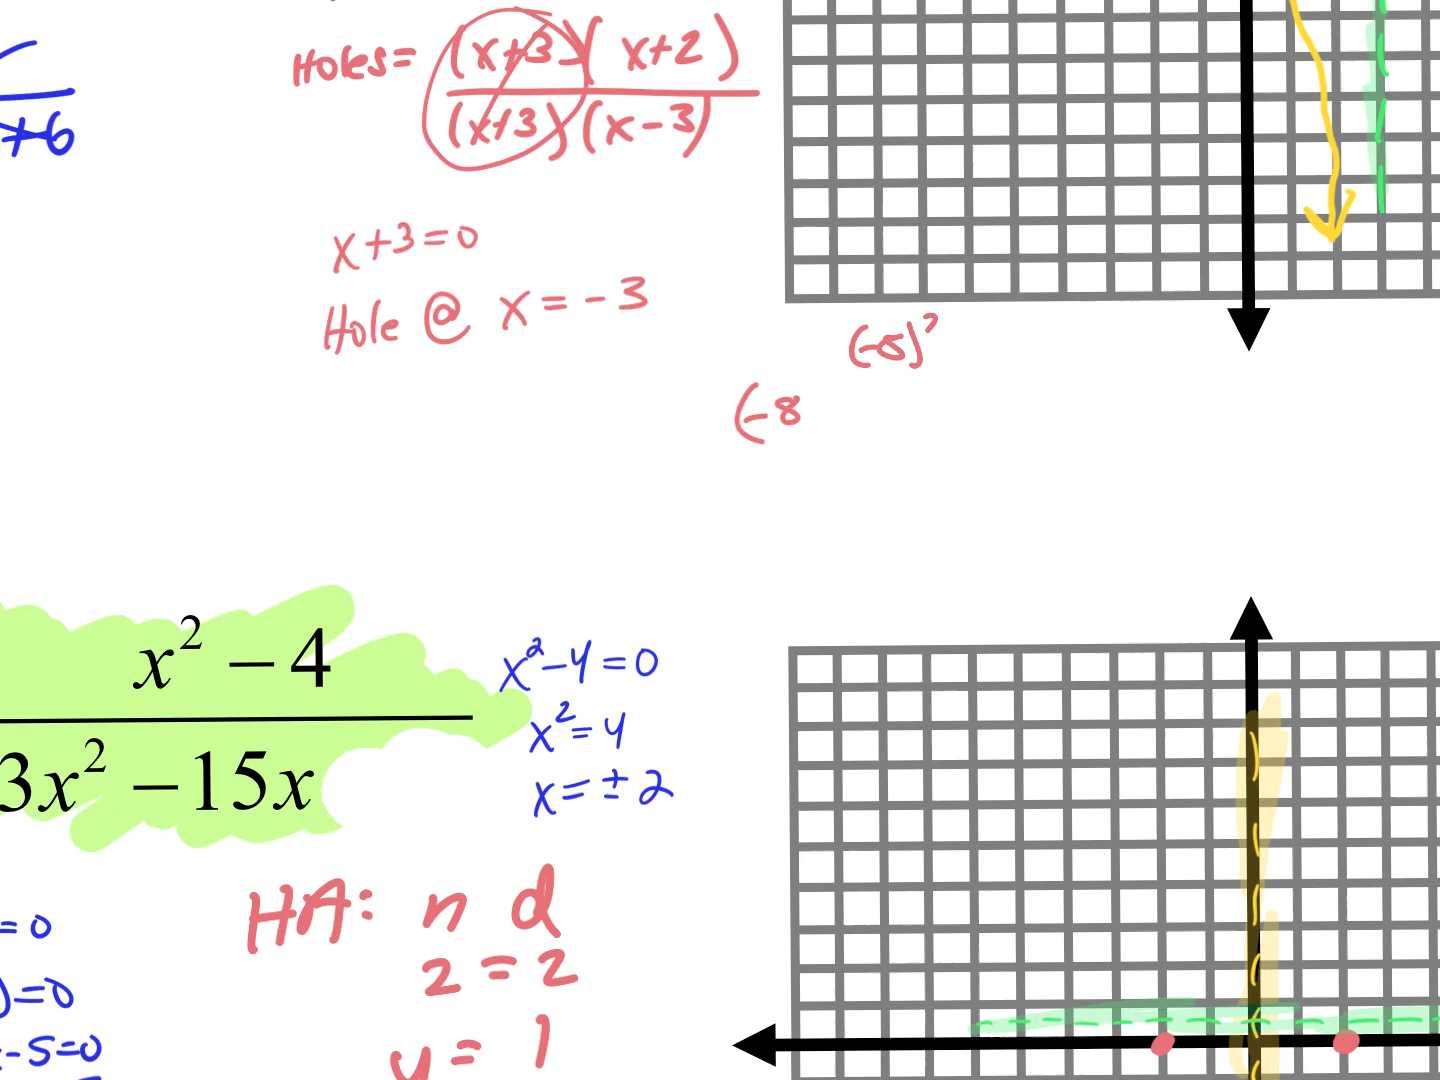 Holes = (x+3)(x+2)
(x+3)(x-3)
+6
x+3=0
Hole @ x = -3
(-5)²
(-8
x² − 4
3x² − 15x
x²-4=0
x²=4
x=±2
HA: n d
2 = 2
y = 1
=0
)=0
-5=0